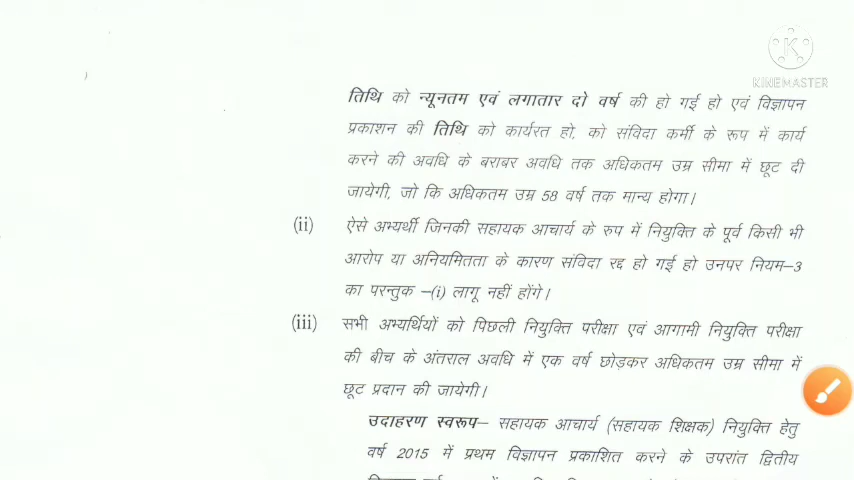 KINEMASTER
तिथि को न्यूनतम एवं लगातार दो वर्ष की हो गई हो एवं विज्ञापन
प्रकाशन की तिथि को कार्यरत हो, को संविदा कर्मी के रूप में कार्य
करने की अवधि के बराबर अवधि तक अधिकतम उम्र सीमा में छूट दी
जायेगी, जो कि अधिकतम उम्र 58 वर्ष तक मान्य होगा।
(ii) ऐसे अभ्यर्थी जिनकी सहायक आचार्य के रुप में नियुक्ति के पूर्व किसी भी
आरोप या अनियमितता के कारण संविदा रद्द हो गई हो उनपर नियम–3
का परन्तुक –(i) लागू नहीं होंगे।
(iii) सभी अभ्यर्थियों को पिछली नियुक्ति परीक्षा एवं आगामी नियुक्ति परीक्षा
की बीच के अंतराल अवधि में एक वर्ष छोड़कर अधिकतम उम्र सीमा में
छूट प्रदान की जायेगी।
उदाहरण स्वरूप– सहायक आचार्य (सहायक शिक्षक) नियुक्ति हेतु
वर्ष 2015 में प्रथम विज्ञापन प्रकाशित करने के उपरांत द्वितीय